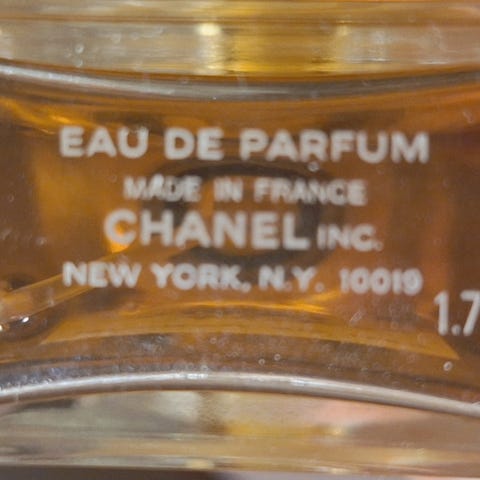 EAU DE PARFUM
MADE IN FRANCE
CHANEL INC.
NEW YORK, N.Y. 10019
1.7